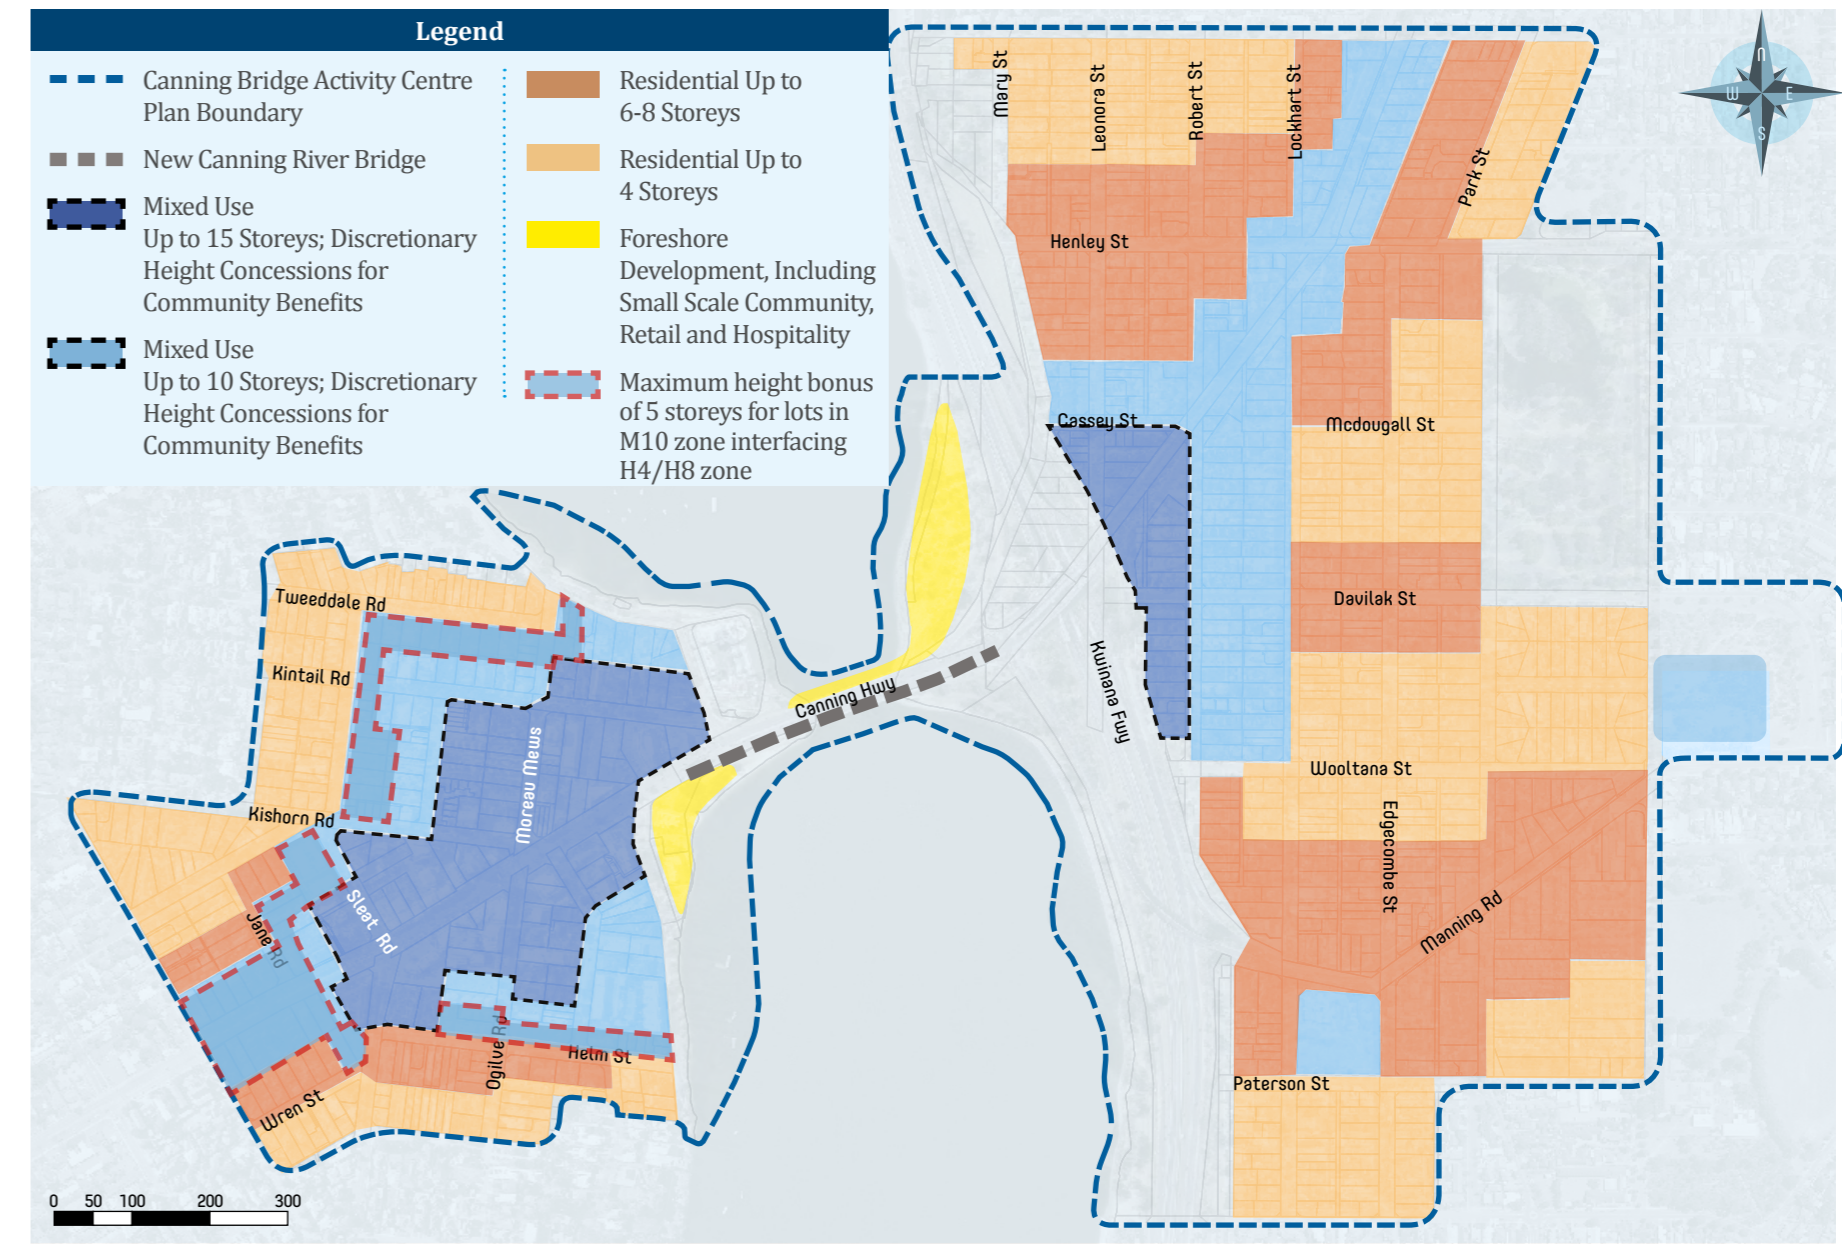 Legend
Canning Bridge Activity Centre
Plan Boundary
New Canning River Bridge
Mixed Use
Up to 15 Storeys; Discretionary
Height Concessions for
Community Benefits
Mixed Use
Up to 10 Storeys; Discretionary
Height Concessions for
Community Benefits
Residential Up to
6-8 Storeys
Residential Up to
4 Storeys
Foreshore
Development, Including
Small Scale Community,
Retail and Hospitality
Maximum height bonus
of 5 storeys for lots in
M10 zone interfacing
H4/H8 zone
N
W
E
S
Mary St
Leonora St
Robert St
Lockhart St
Park St
Henley St
Cassey St
Mcdougall St
Davilak St
Kwinana Fwy
Canning Hwy
Wooltana St
Edgecombe St
Manning Rd
Paterson St
Tweeddale Rd
Kintail Rd
Moreau Mews
Kishorn Rd
Sleat Rd
Jane Rd
Ogilve Rd
Helm St
Wren St
0 50 100 200 300